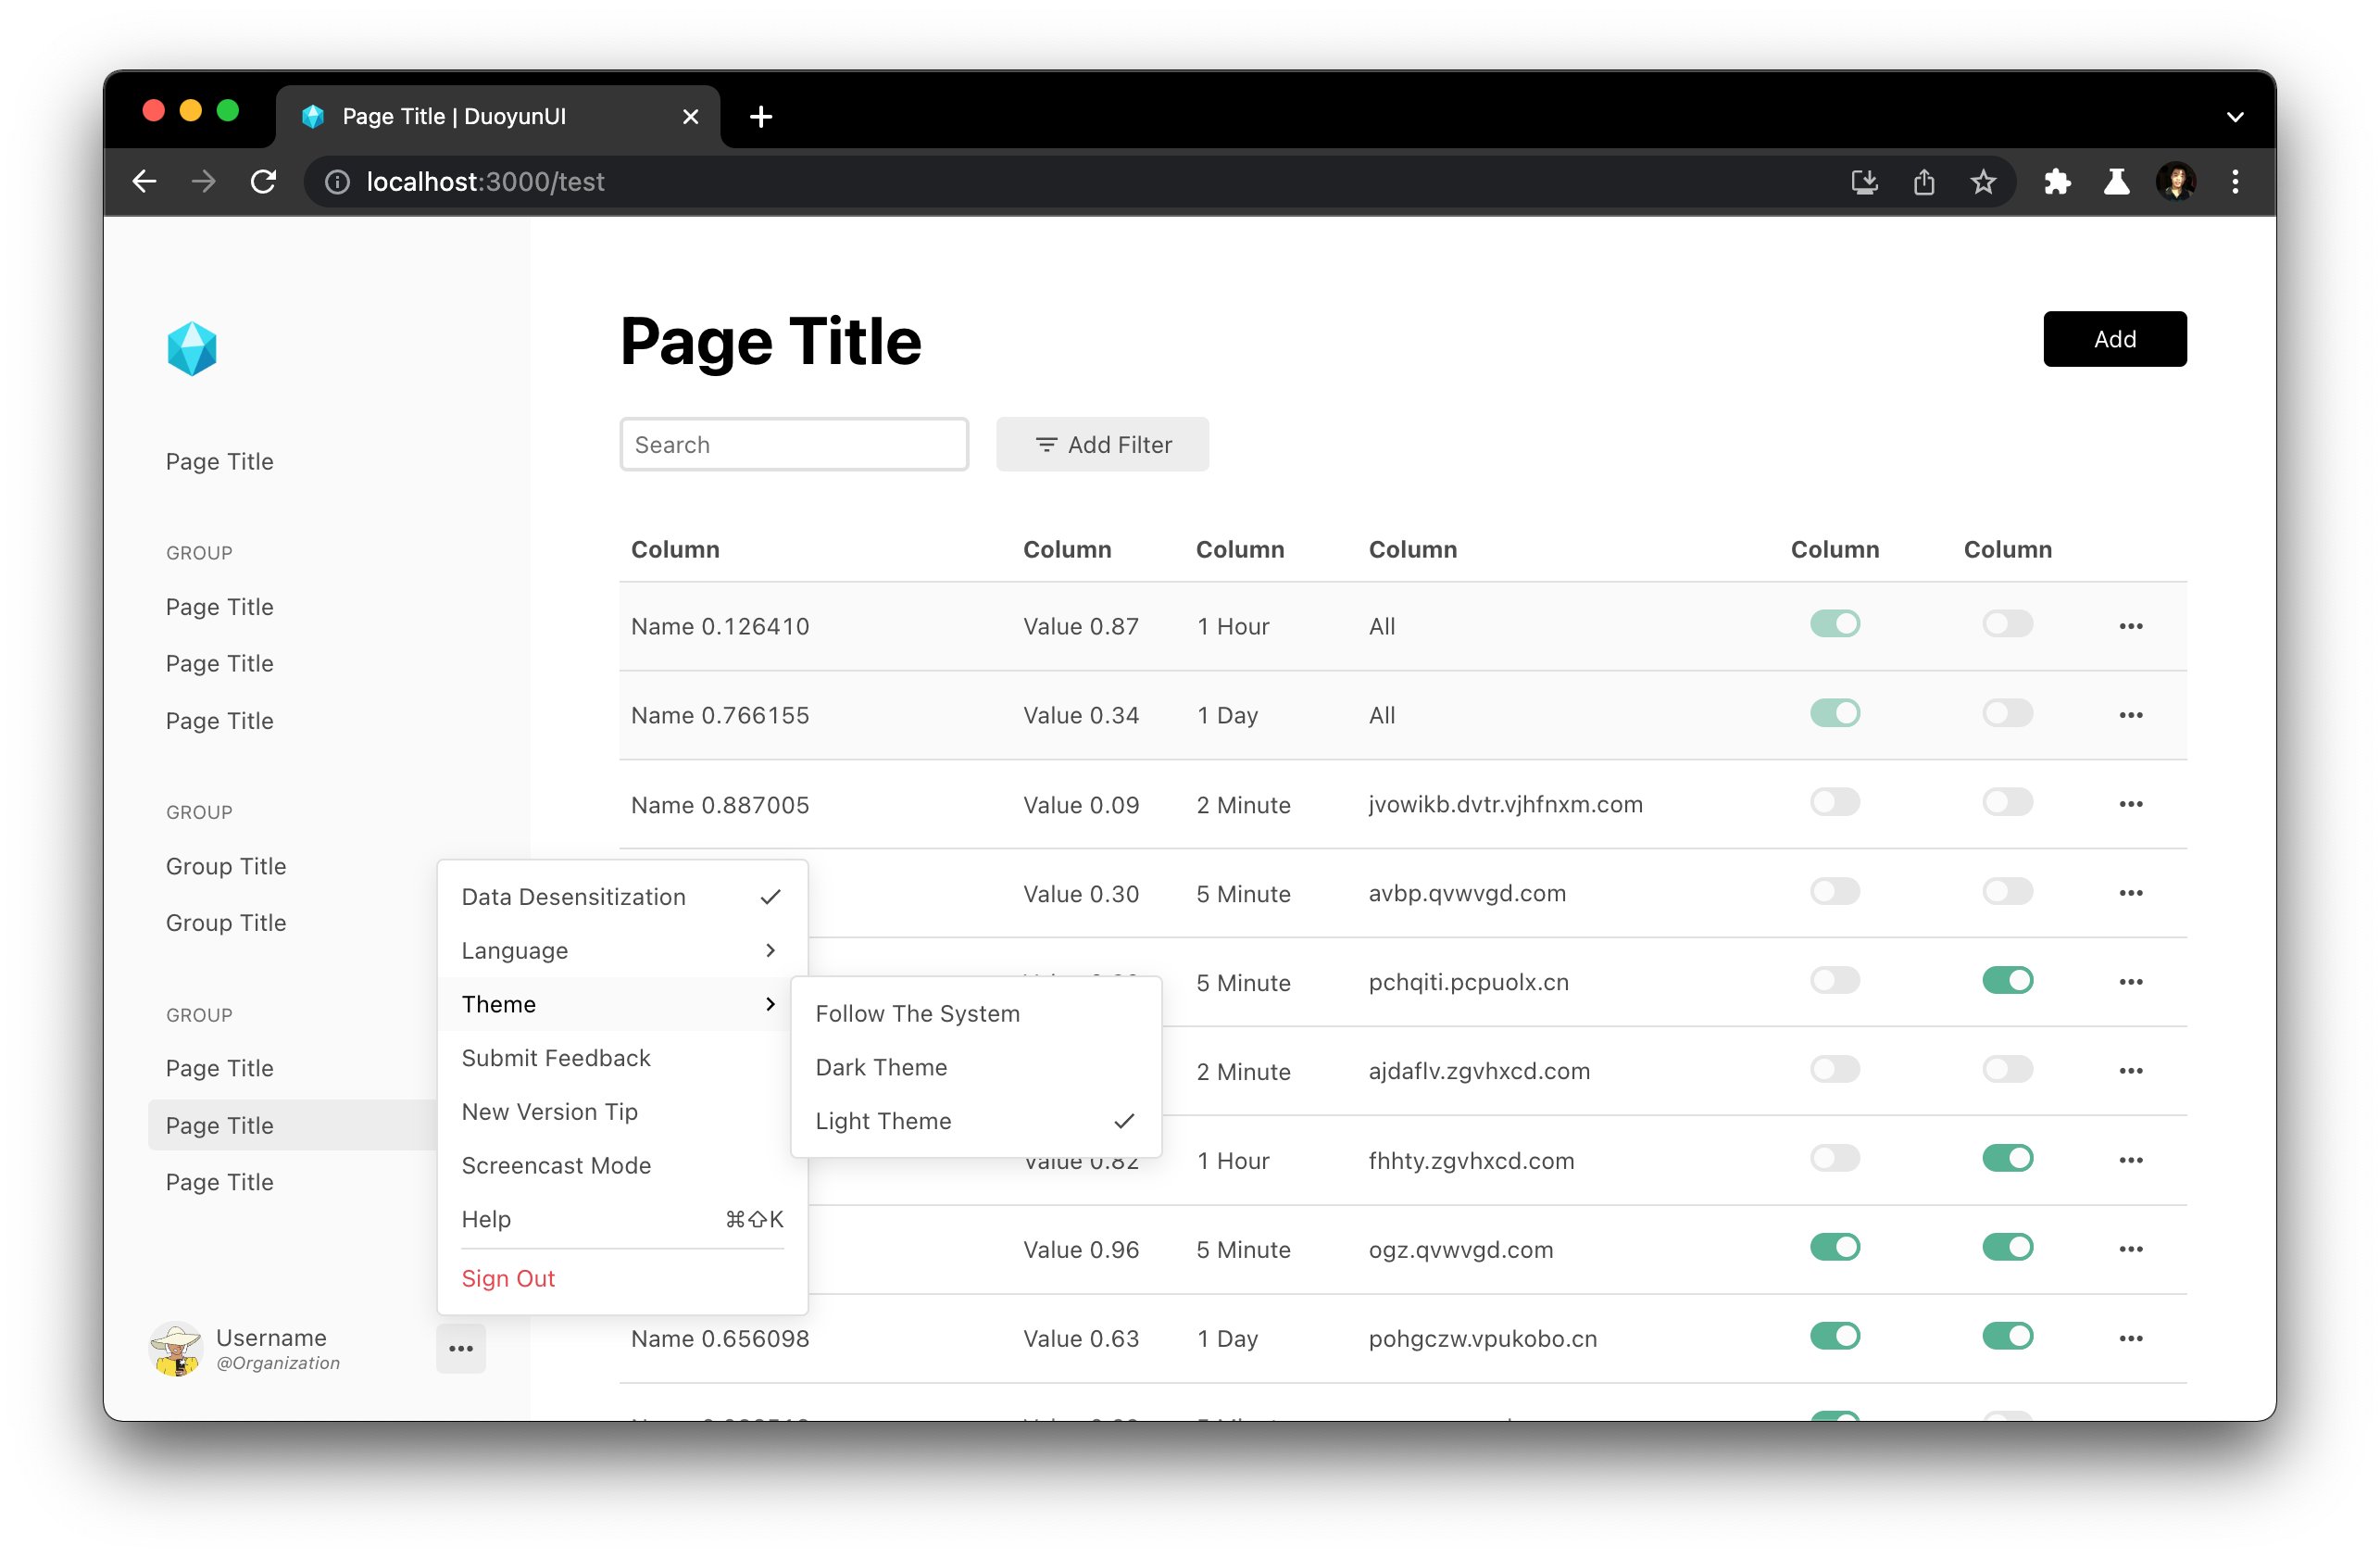 Page Title | DuoyunUI
localhost:3000/test
Page Title
GROUP
Page Title
Page Title
Page Title
GROUP
Group Title
Group Title
GROUP
Page Title
Page Title
Page Title
Username
@Organization
Page Title
Add
Search
Add Filter
Column Column Column Column Column Column
Name 0.126410 Value 0.87 1 Hour All
Name 0.766155 Value 0.34 1 Day All
Name 0.887005 Value 0.09 2 Minute jvowikb.dvtr.vjhfnxm.com
Value 0.30 5 Minute avbp.qvwvgd.com
5 Minute pchqiti.pcpuolx.cn
2 Minute ajdaflv.zgvhxcd.com
Value 0.82 1 Hour fhhty.zgvhxcd.com
Value 0.96 5 Minute ogz.qvwvgd.com
Name 0.656098 Value 0.63 1 Day pohgczw.vpukobo.cn
Data Desensitization
Language
Theme
Submit Feedback
New Version Tip
Screencast Mode
Help ⌘⇧K
Sign Out
Follow The System
Dark Theme
Light Theme